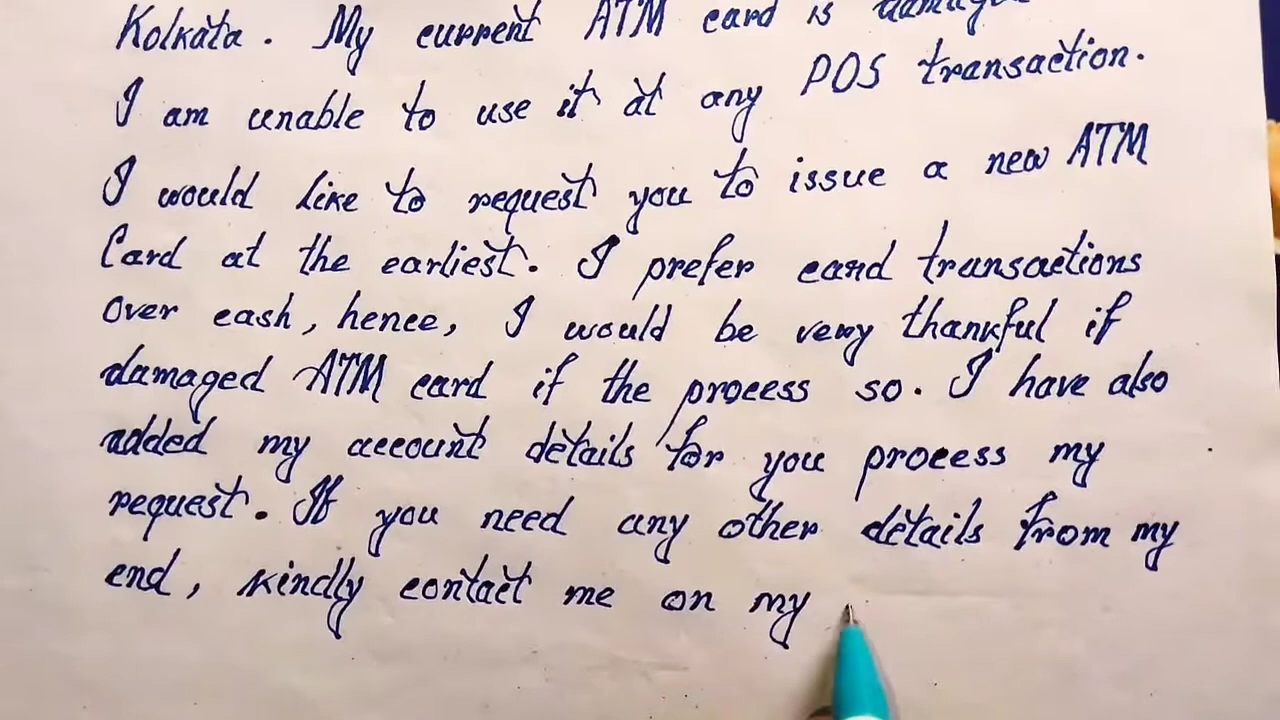 Kolkata. My current ATM card is damaged
I am unable to use it at any POS transaction.
I would like to request you to issue a new ATM
Card at the earliest. I prefer card transactions
over cash, hence, I would be very thankful if
damaged ATM card if the process so. I have also
added my account details for you process my
request. If you need any other details from my
end, kindly contact me on my